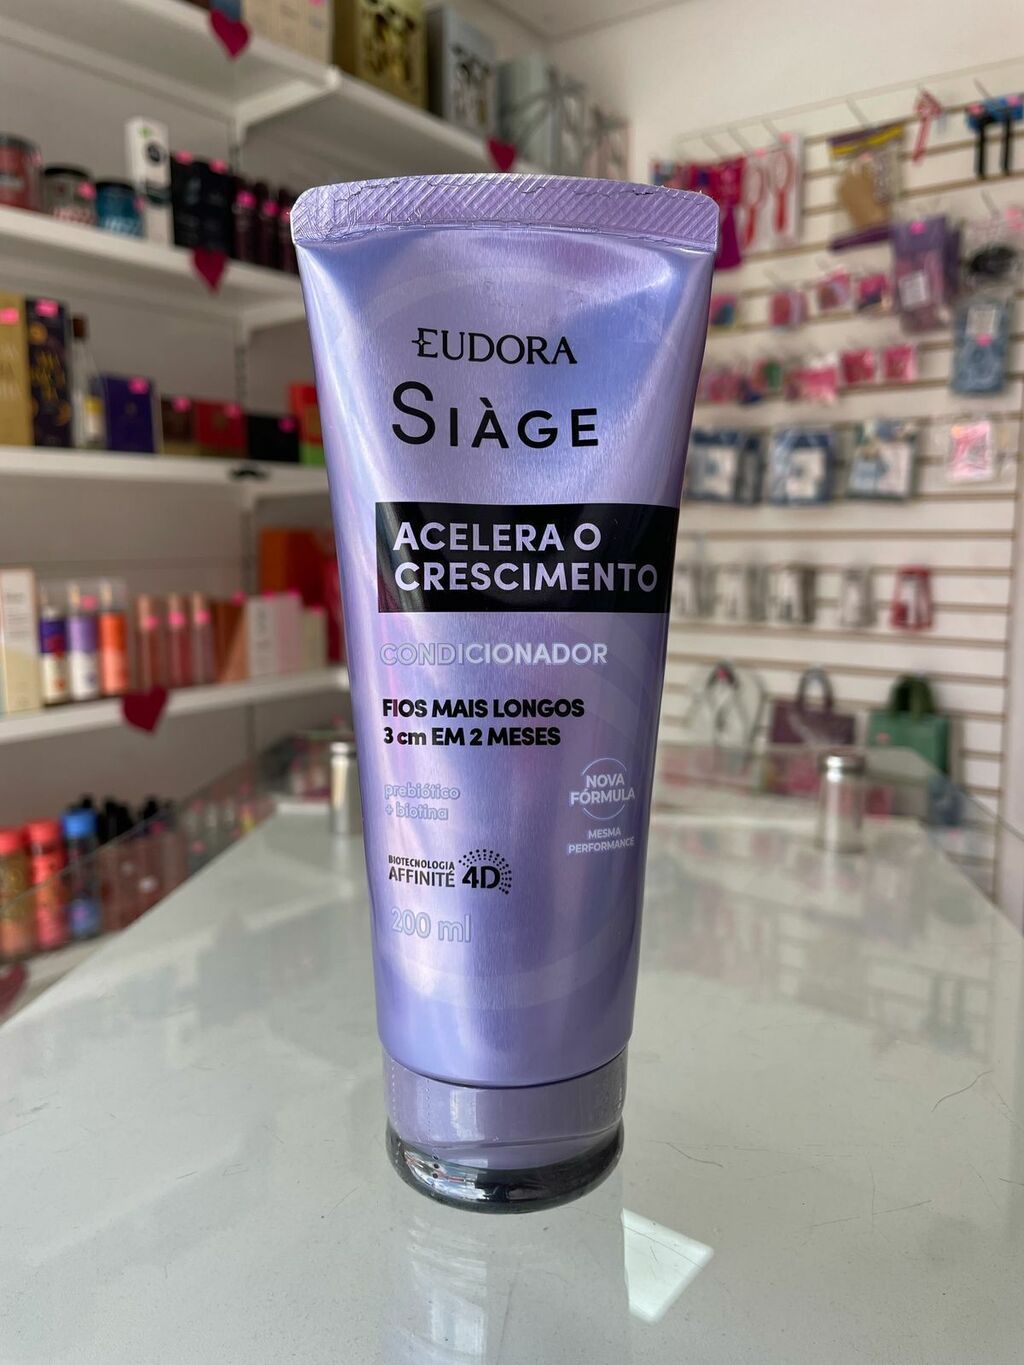 EUDORA
SIÀGE
ACELERA O
CRESCIMENTO
CONDICIONADOR
FIOS MAIS LONGOS
3 cm EM 2 MESES
prebiótico
+ biotina
NOVA
FÓRMULA
MESMA
PERFORMANCE
BIOTECNOLOGIA
AFFINITÉ 4D
200 ml